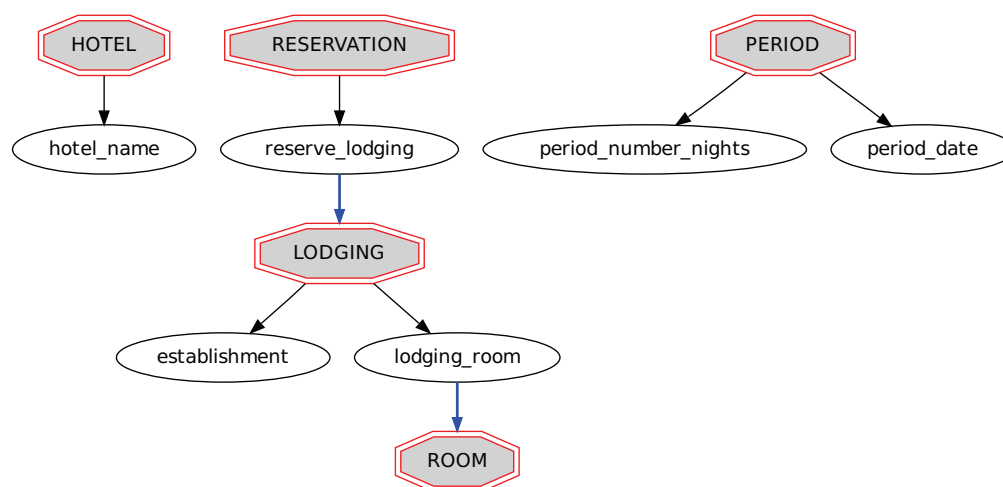 HOTEL
RESERVATION
PERIOD
hotel_name
reserve_lodging
period_number_nights
period_date
LODGING
establishment
lodging_room
ROOM